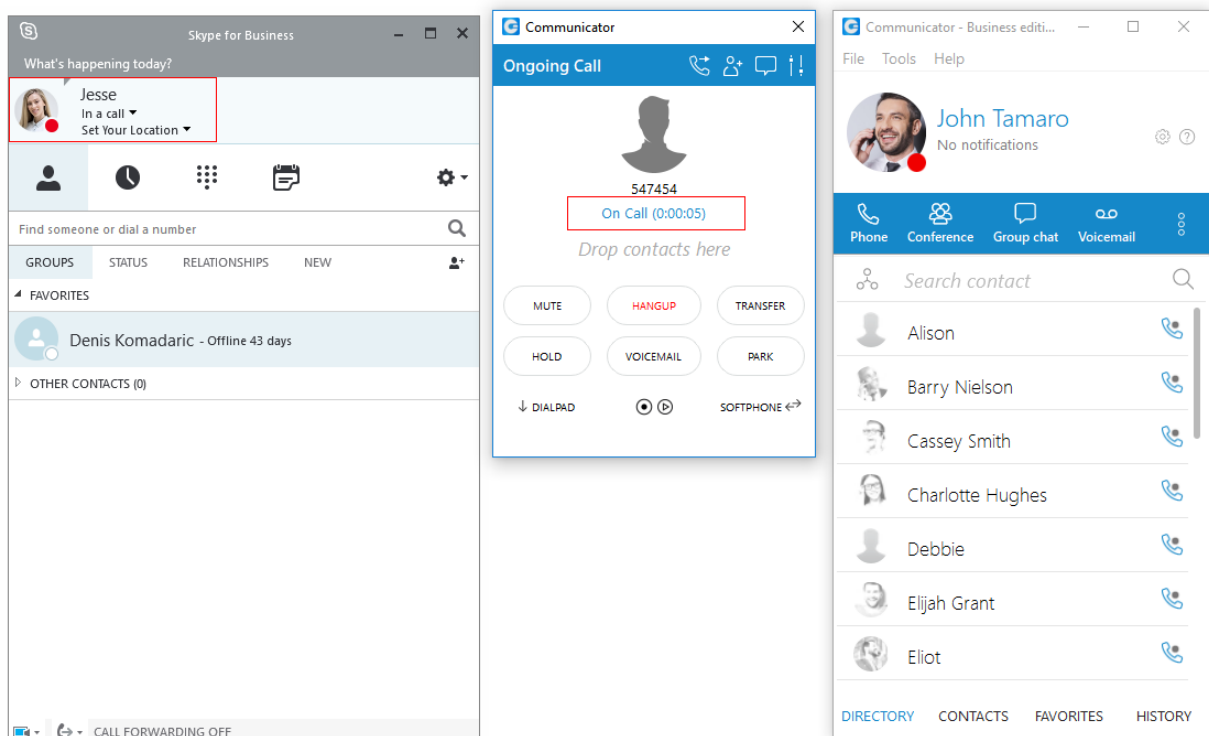 Skype for Business
What's happening today?
Jesse
In a call
Set Your Location
Find someone or dial a number
GROUPS STATUS RELATIONSHIPS NEW
FAVORITES
Denis Komadaric - Offline 43 days
OTHER CONTACTS (0)
CALL FORWARDING OFF
Communicator
Ongoing Call
547454
On Call (0:00:05)
Drop contacts here
MUTE HANGUP TRANSFER
HOLD VOICEMAIL PARK
DIALPAD SOFTPHONE
Communicator - Business editi...
File Tools Help
John Tamaro
No notifications
Phone Conference Group chat Voicemail
Search contact
Alison
Barry Nielson
Cassey Smith
Charlotte Hughes
Debbie
Elijah Grant
Eliot
DIRECTORY CONTACTS FAVORITES HISTORY